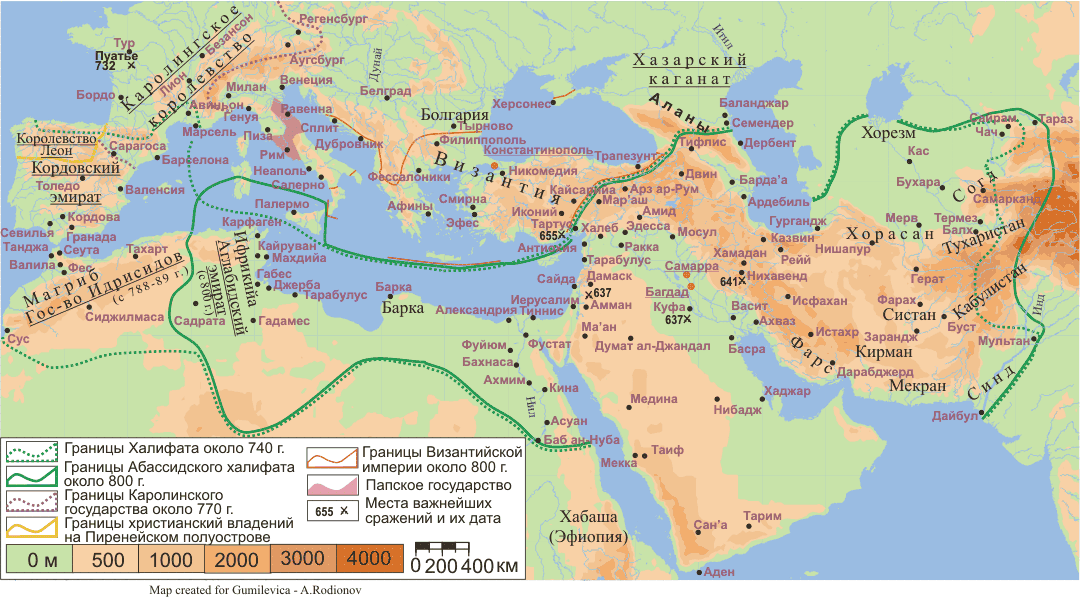 Регенсбург
Каролингское
королевство
Тур
Пуатье
732
Безансон
Аугсбург
Дунай
Итиль
Лион
Милан
Венеция
Белград
Хазарский
каганат
Бордо
Авиньон
Генуя
Равенна
Херсонес
Аланы
Баланджар
Семендер
Королевство
Леон
Марсель
Пиза
Сплит
Дубровник
Болгария
Тырново
Филиппополь
Константинополь
Трапезунт
Тифлис
Дербент
Хорезм
Сайрам
Чач
Тараз
Кордовский
эмират
Сарагоса
Барселона
Рим
Неаполь
Салерно
Фессалоники
Византия
Никомедия
Кайсарийа
Арз ар-Рум
Двин
Барда'а
Кас
Бухара
Согд
Самарканд
Толедо
Валенсия
Палермо
Афины
Смирна
Эфес
Иконий
Тартус
655
Мар'аш
Амид
Ардебиль
Кордова
Севилья
Гранада
Танджа
Сеута
Валила
Фес
Тахарт
Карфаген
Кайруван
Махдийа
Антиохия
Халеб
Эдесса
Ракка
Мосул
Гургандж
Казвин
Рейй
Нишапур
Мерв
Хорасан
Термез
Балх
Тухаристан
Магриб
Гос-во Идрисидов
(с 788-89 г.)
Ифрикийа
Аглабидский
эмират
(с 800 г.)
Габес
Джерба
Тарабулус
Барка
Барка
Тарабулус
Сайда
Дамаск
637
Самарра
Хамадан
641
Нихавенд
Герат
Кабулистан
Сиджилмаса
Садрата
Гадамес
Александрия
Иерусалим
Тиннис
Амман
Багдад
Куфа
637
Васит
Исфахан
Фарах
Систан
Буст
Инд
Сус
Фуйюм
Фустат
Ма'ан
Думат ал-Джандал
Басра
Ахваз
Истахр
Зарандж
Мультан
Бахнаса
Ахмим
Нил
Кина
Фарс
Кирман
Дарабджерд
Мекран
Синд
Медина
Нибадж
Хаджар
Дайбул
Асуан
Баб ан-Нуба
Мекка
Таиф
Хабаша
(Эфиопия)
Сан'а
Тарим
Аден
Границы Халифата около 740 г.
Границы Абассидского халифата
около 800 г.
Границы Каролинского
государства около 770 г.
Границы христианский владений
на Пиренейском полуострове
Границы Византийской
империи около 800 г.
Папское государство
655
Места важнейших
сражений и их дата
0 м
500
1000
2000
3000
4000
0 200 400 км
Map created for Gumilevica - A.Rodionov